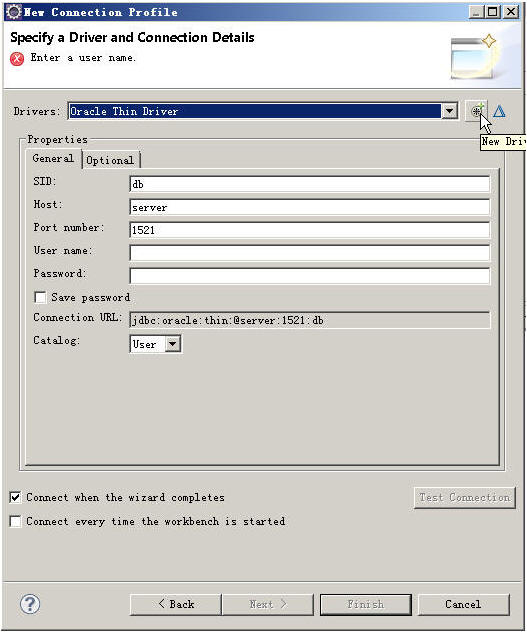 New Connection Profile
Specify a Driver and Connection Details
Enter a user name.
Drivers: Oracle Thin Driver
New Dri
Properties
General Optional
SID: db
Host: server
Port number: 1521
User name:
Password:
Save password
Connection URL: jdbc:oracle:thin:@server:1521:db
Catalog: User
Connect when the wizard completes
Test Connection
Connect every time the workbench is started
? < Back Next > Finish Cancel